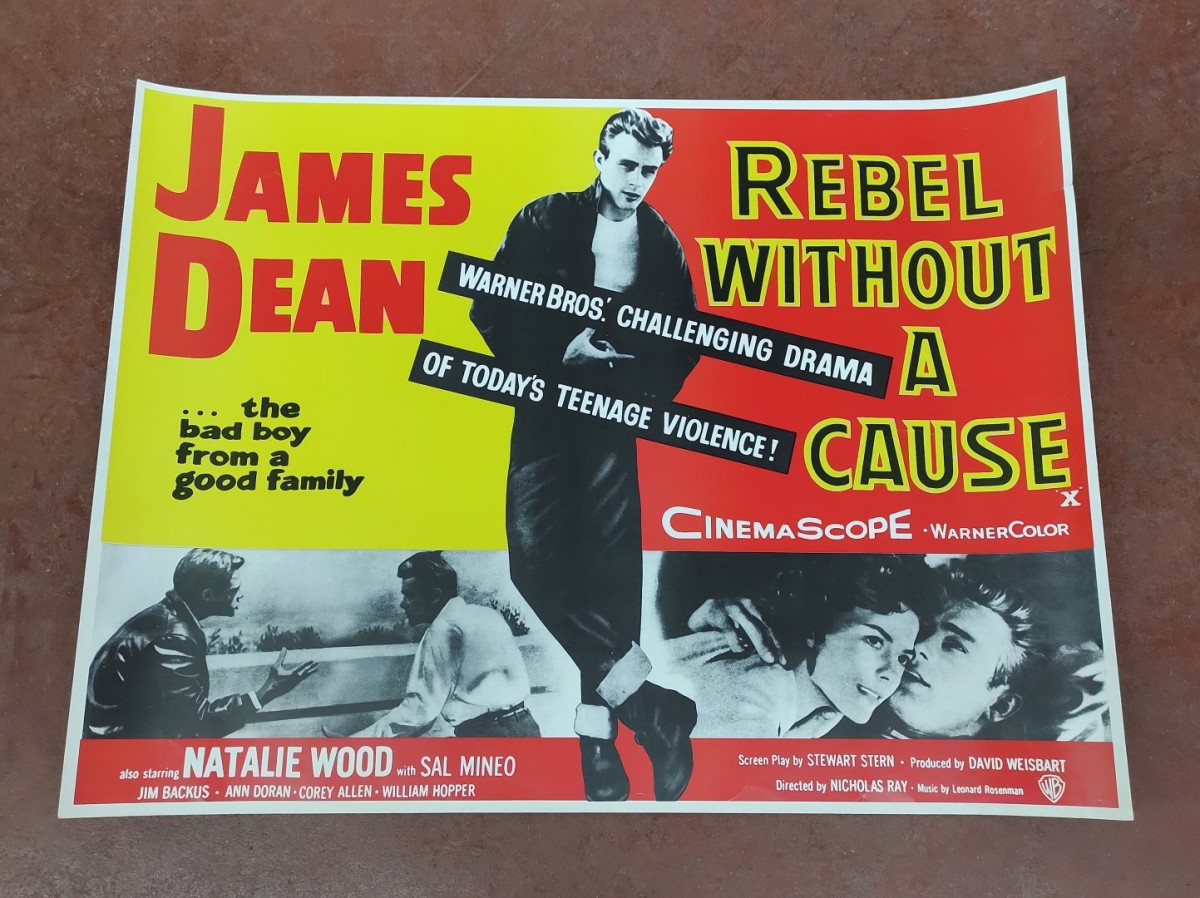 JAMES
DEAN
... the
bad boy
from a
good family
WARNER BROS'. CHALLENGING DRAMA
OF TODAY'S TEENAGE VIOLENCE!
REBEL
WITHOUT
A
CAUSE
"X"
CINEMASCOPE · WARNERCOLOR
also starring NATALIE WOOD with SAL MINEO
JIM BACKUS · ANN DORAN · COREY ALLEN · WILLIAM HOPPER
Screen Play by STEWART STERN · Produced by DAVID WEISBART
Directed by NICHOLAS RAY · Music by Leonard Rosenman
WB